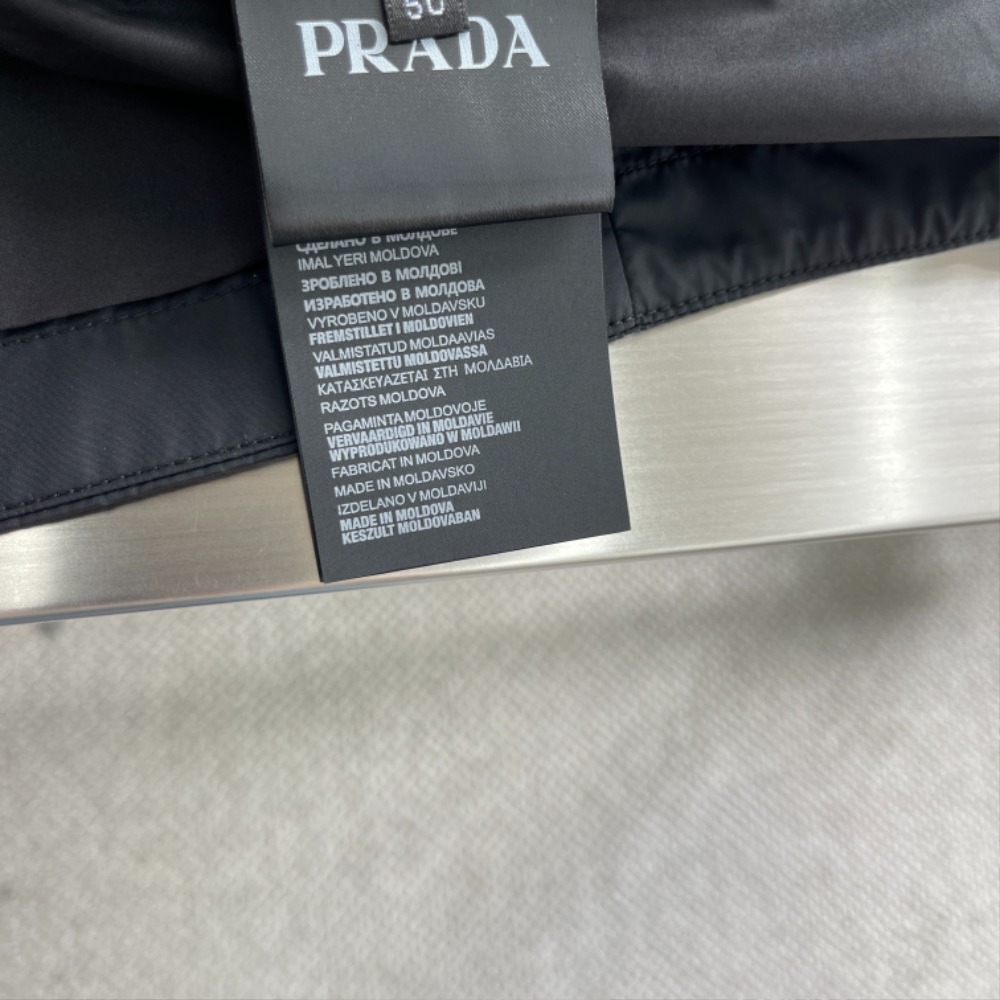 50
PRADA
СДЕЛАНО В МОЛДОВЕ
IMAL YERI MOLDOVA
ЗРОБЛЕНО В МОЛДОВІ
ИЗРАБОТЕНО В МОЛДОВА
VYROBENO V MOLDAVSKU
FREMSTILLET I MOLDOVIEN
VALMISTATUD MOLDAAVIAS
VALMISTETTU MOLDOVASSA
ΚΑΤΑΣΚΕΥΑΖΕΤΑΙ ΣΤΗ ΜΟΛΔΑΒΙΑ
RAZOTS MOLDOVA
PAGAMINTA MOLDOVOJE
VERVAARDIGD IN MOLDAVIE
WYPRODUKOWANO W MOLDAWII
FABRICAT IN MOLDOVA
MADE IN MOLDAVSKO
IZDELANO V MOLDAVIJI
MADE IN MOLDOVA
KESZULT MOLDOVABAN